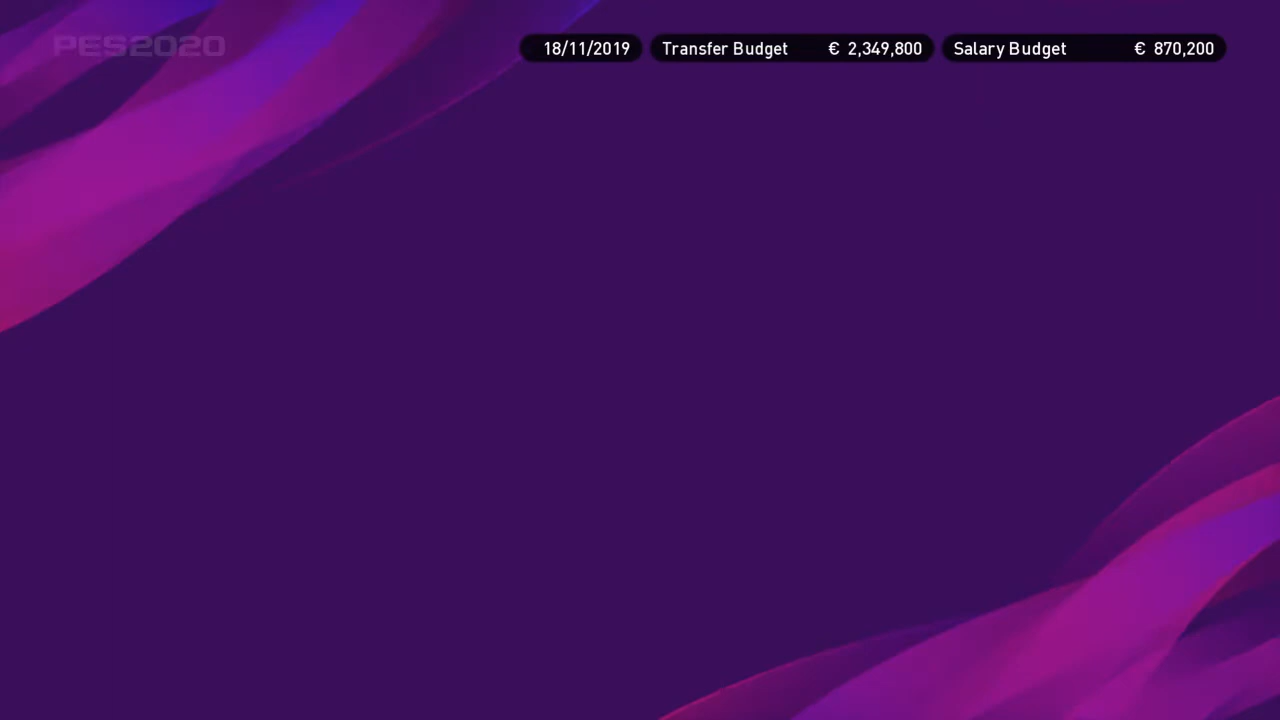 PES2020
18/11/2019 Transfer Budget € 2,349,800 Salary Budget € 870,200